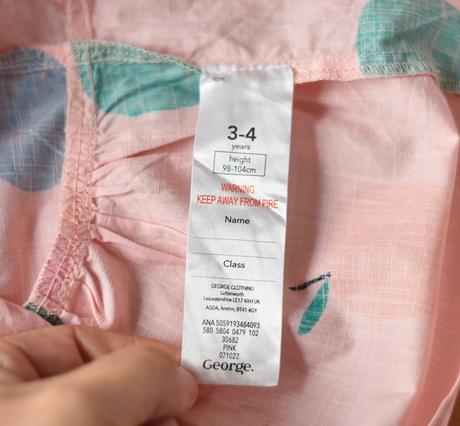 3-4
years
height
98-104cm
WARNING
KEEP AWAY FROM FIRE
Name
Class
GEORGE CLOTHING
Lutterworth
Leicestershire LE17 4XH UK
ASDA, Antrim, BT41 4GY
ANA 5059193484093
580 5804 0479 102
30682
PINK
071022
George.